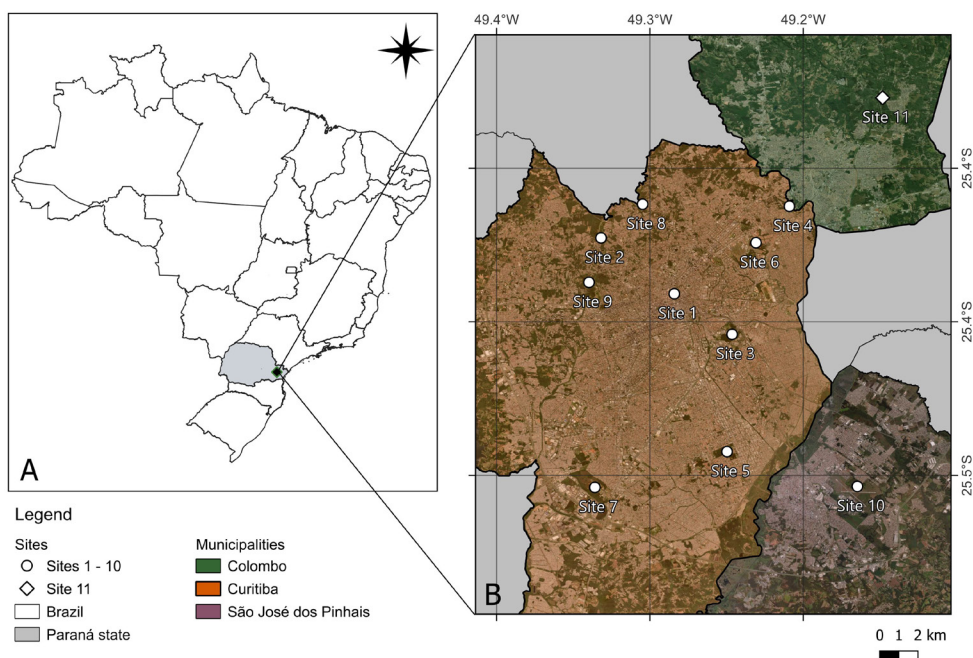 49.4°W 49.3°W 49.2°W
Site 11
25.4°S
Site 8
Site 4
Site 2
Site 6
Site 9
Site 1
25.4°S
Site 3
A
Site 5
25.5°S
Site 7
Site 10
B
Legend
Sites
Sites 1 - 10
Site 11
Brazil
Paraná state
Municipalities
Colombo
Curitiba
São José dos Pinhais
0 1 2 km